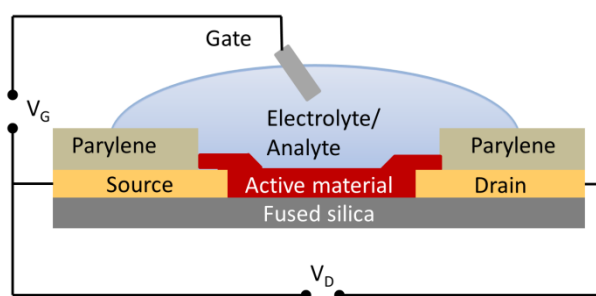 Gate
V_G
Electrolyte/
Analyte
Parylene
Parylene
Source
Active material
Drain
Fused silica
V_D